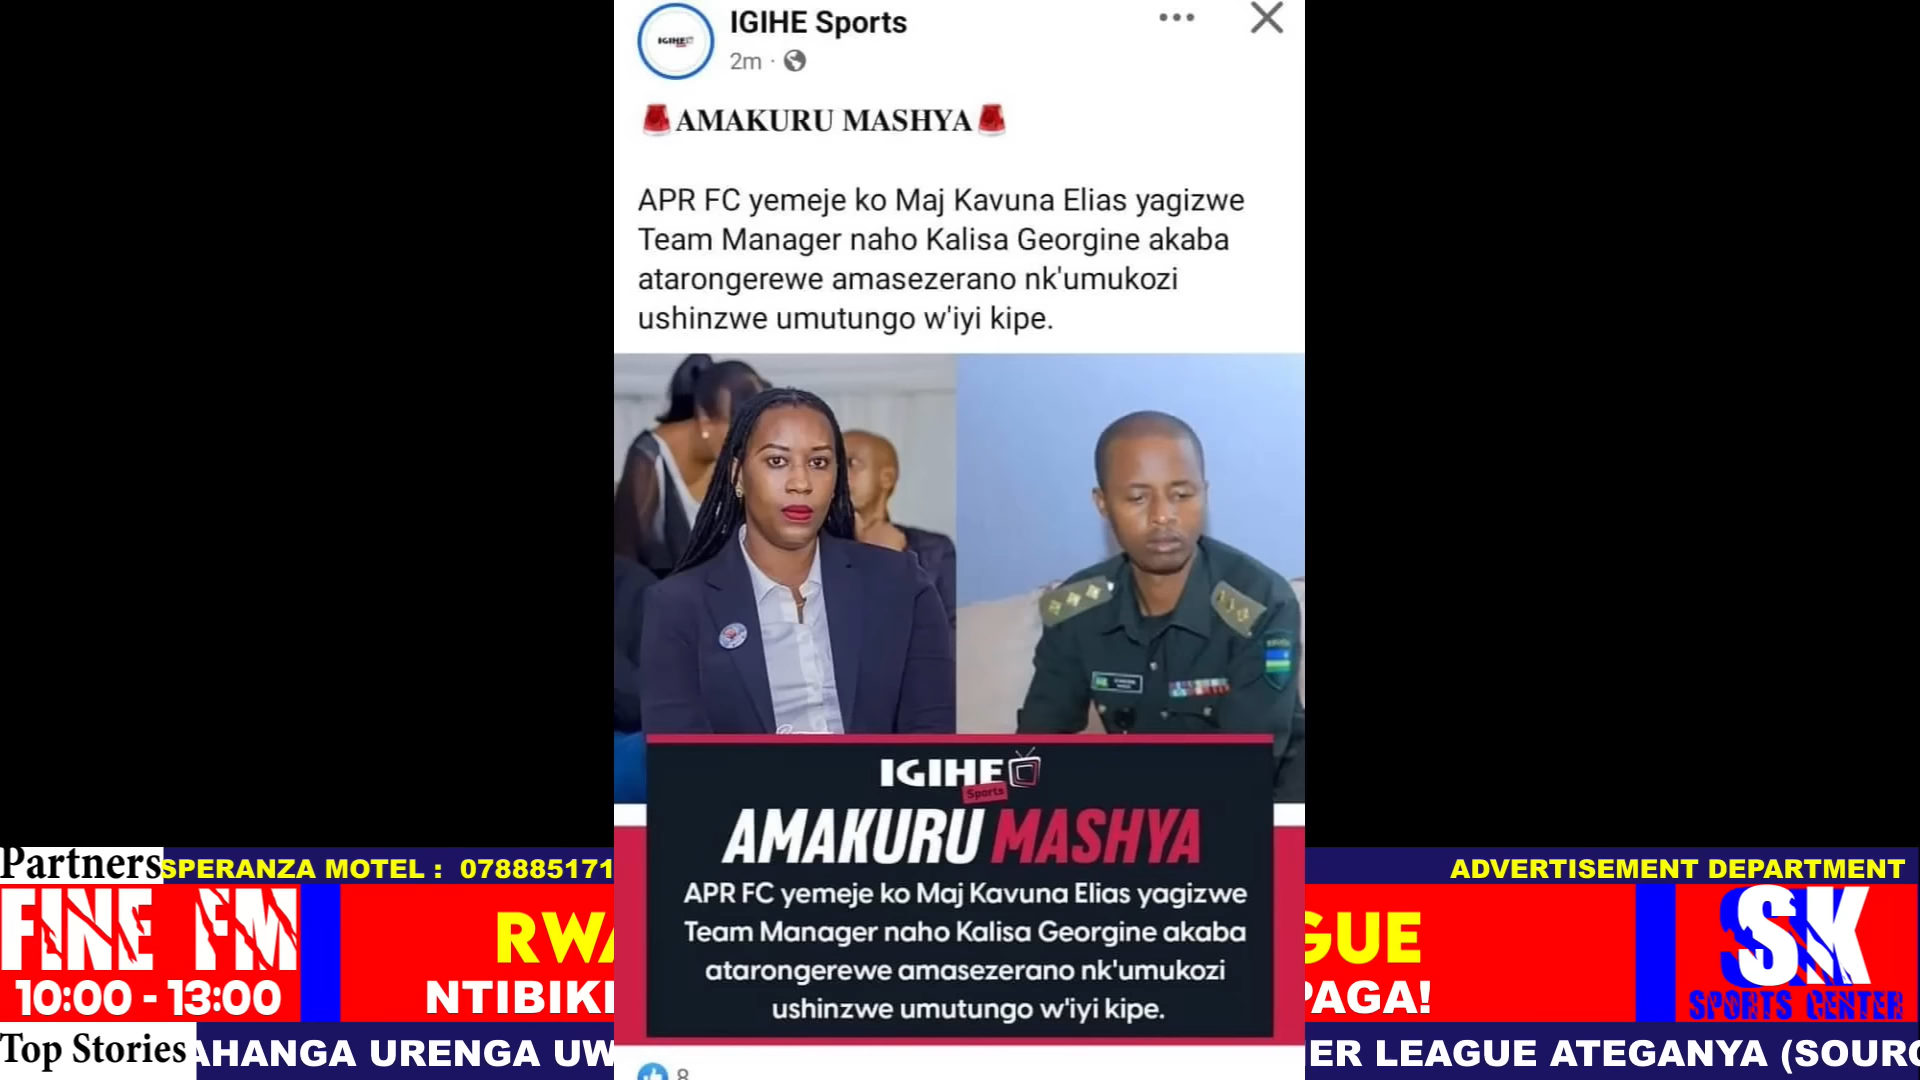 IGIHE Sports
2m ·
AMAKURU MASHYA
APR FC yemeje ko Maj Kavuna Elias yagizwe
Team Manager naho Kalisa Georgine akaba
atarongerewe amasezerano nk'umukozi
ushinzwe umutungo w'iyi kipe.
IGIHE
Sports
AMAKURU MASHYA
APR FC yemeje ko Maj Kavuna Elias yagizwe
Team Manager naho Kalisa Georgine akaba
atarongerewe amasezerano nk'umukozi
ushinzwe umutungo w'iyi kipe.
8
Partners
SPERANZA MOTEL : 078885171
ADVERTISEMENT DEPARTMENT
FINE FM
10:00 - 13:00
RWA
GUE
NTIBIKI
PAGA!
SK
SPORTS CENTER
Top Stories
AHANGA URENGA UW
ER LEAGUE ATEGANYA (SOURC